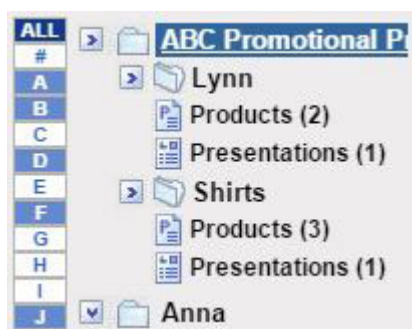 ALL
#
A
B
C
D
E
F
G
H
I
J
ABC Promotional
Lynn
Products (2)
Presentations (1)
Shirts
Products (3)
Presentations (1)
Anna